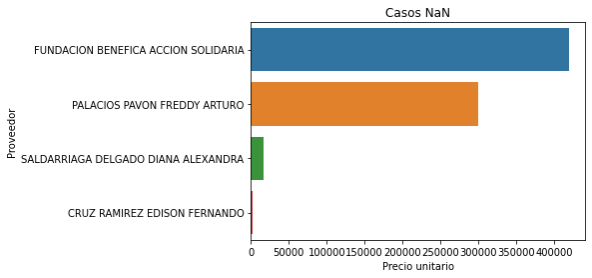 Casos NaN
FUNDACION BENEFICA ACCION SOLIDARIA
PALACIOS PAVON FREDDY ARTURO
SALDARRIAGA DELGADO DIANA ALEXANDRA
CRUZ RAMIREZ EDISON FERNANDO
Proveedor
0 50000 100000 150000 200000 250000 300000 350000 400000
Precio unitario